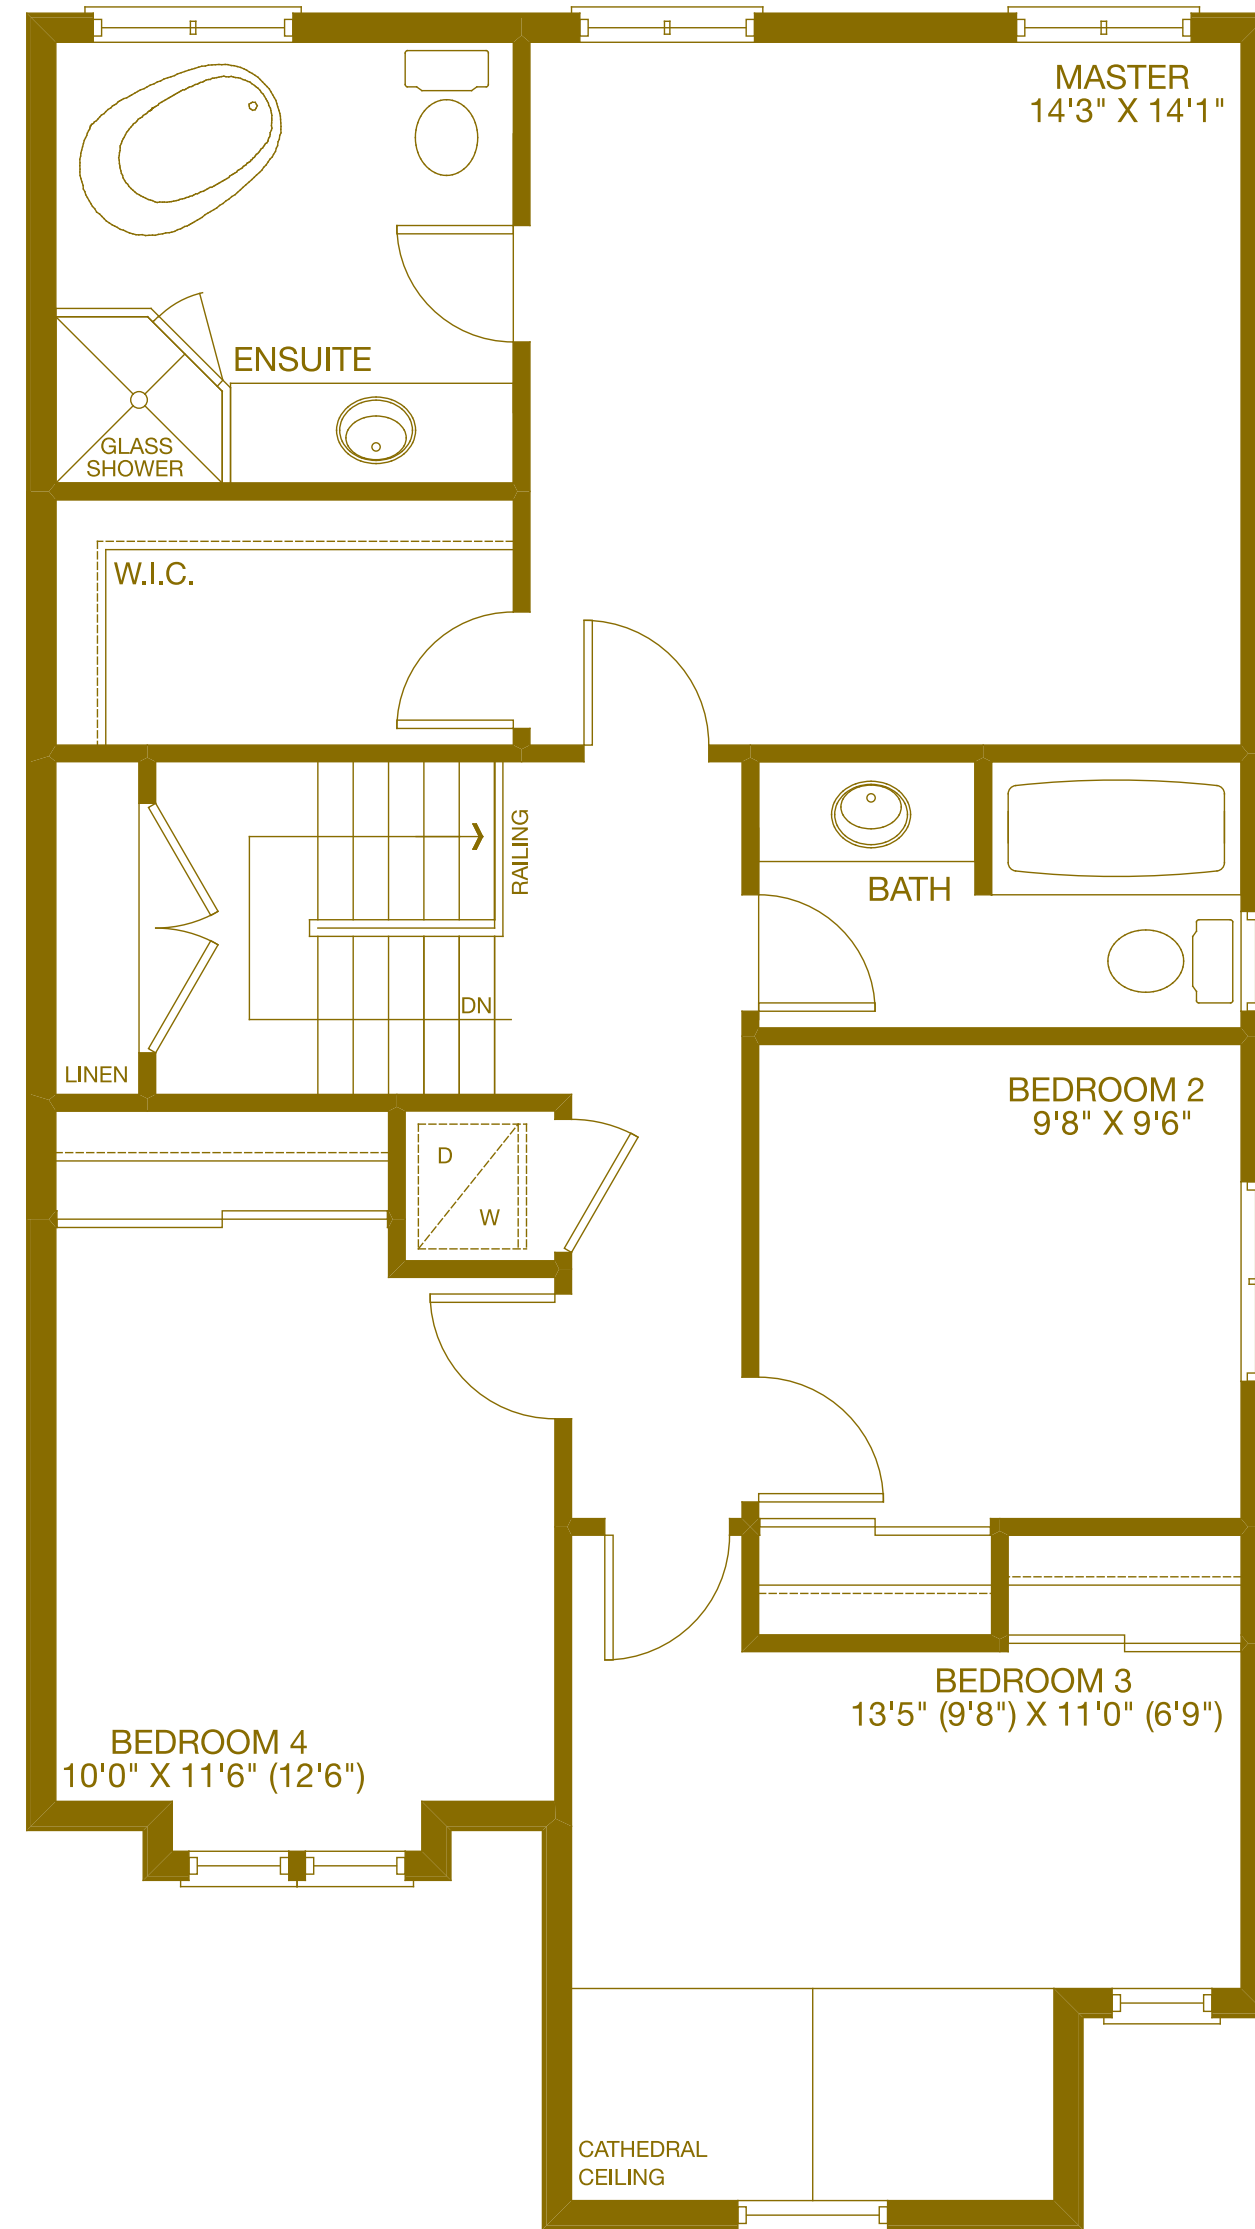 MASTER
14'3" X 14'1"
ENSUITE
GLASS
SHOWER
W.I.C.
RAILING
BATH
DN
LINEN
BEDROOM 2
9'8" X 9'6"
D
W
BEDROOM 3
13'5" (9'8") X 11'0" (6'9")
BEDROOM 4
10'0" X 11'6" (12'6")
CATHEDRAL
CEILING